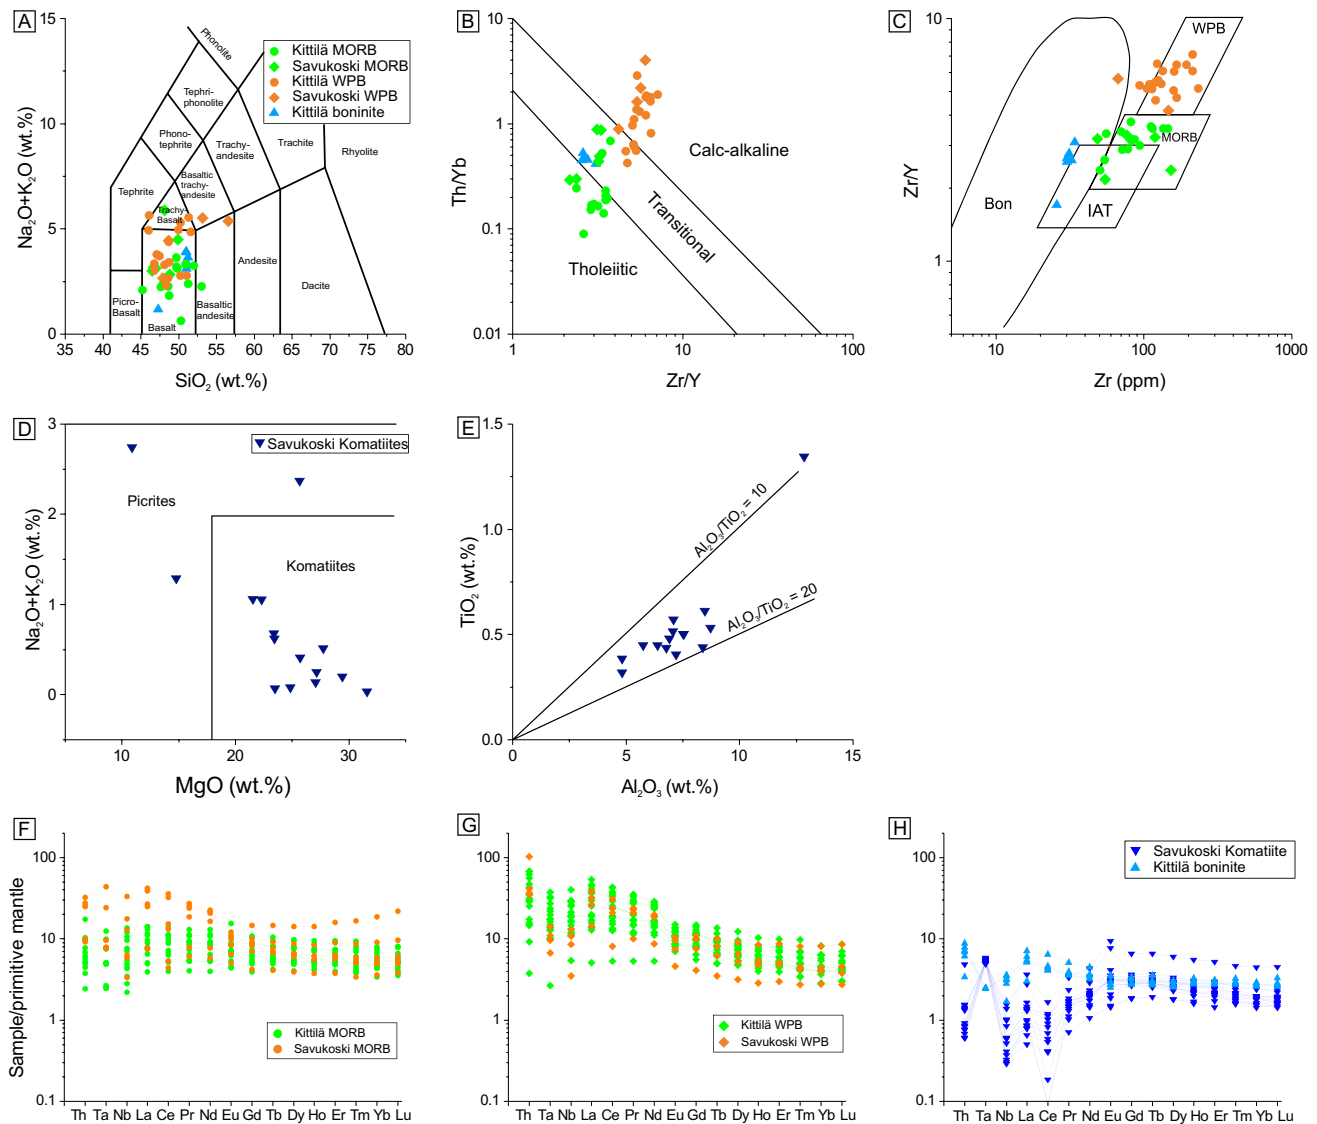 A
15
10
5
0
35
40
45
50
55
60
65
70
75
80
Na₂O+K₂O (wt.%)
SiO₂ (wt.%)
Kittilä MORB
Savukoski MORB
Kittilä WPB
Savukoski WPB
Kittilä boninite
Phonolite
Tephri-
phonolite
Phono-
tephrite
Trachy-
andesite
Trachite
Rhyolite
Tephrite
Basaltic
trachy-
andesite
Trachy-
Basalt
Andesite
Dacite
Picro-
Basalt
Basalt
Basaltic
andesite
B
10
1
0.1
0.01
1
10
100
Th/Yb
Zr/Y
Calc-alkaline
Transitional
Tholeiitic
C
10
1
10
100
1000
Zr/Y
Zr (ppm)
WPB
MORB
Bon
IAT
D
3
2
1
0
10
20
30
Na₂O+K₂O (wt.%)
MgO (wt.%)
Savukoski Komatiites
Picrites
Komatiites
E
1.5
1.0
0.5
0.0
0
5
10
15
TiO₂ (wt.%)
Al₂O₃ (wt.%)
Al₂O₃/TiO₂ = 10
Al₂O₃/TiO₂ = 20
F
100
10
1
0.1
Sample/primitive mantle
Kittilä MORB
Savukoski MORB
Th Ta Nb La Ce Pr Nd Eu Gd Tb Dy Ho Er Tm Yb Lu
G
100
10
1
0.1
Kittilä WPB
Savukoski WPB
Th Ta Nb La Ce Pr Nd Eu Gd Tb Dy Ho Er Tm Yb Lu
H
100
10
1
0.1
Savukoski Komatiite
Kittilä boninite
Th Ta Nb La Ce Pr Nd Eu Gd Tb Dy Ho Er Tm Yb Lu